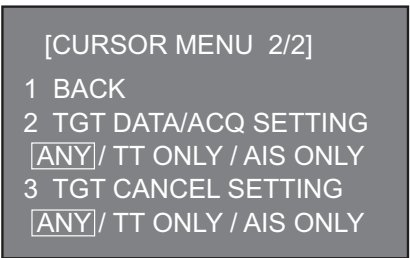 [CURSOR MENU 2/2]
1 BACK
2 TGT DATA/ACQ SETTING
ANY / TT ONLY / AIS ONLY
3 TGT CANCEL SETTING
ANY / TT ONLY / AIS ONLY